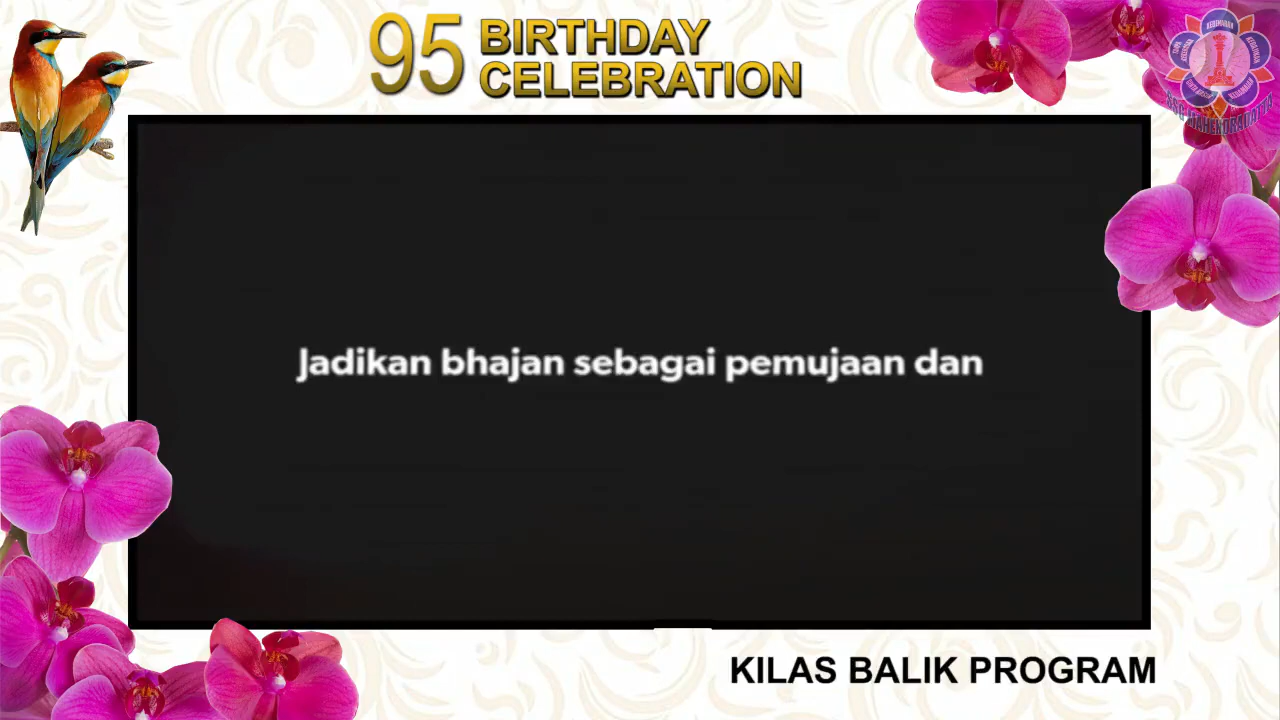 95 BIRTHDAY
CELEBRATION
Jadikan bhajan sebagai pemujaan dan
KILAS BALIK PROGRAM